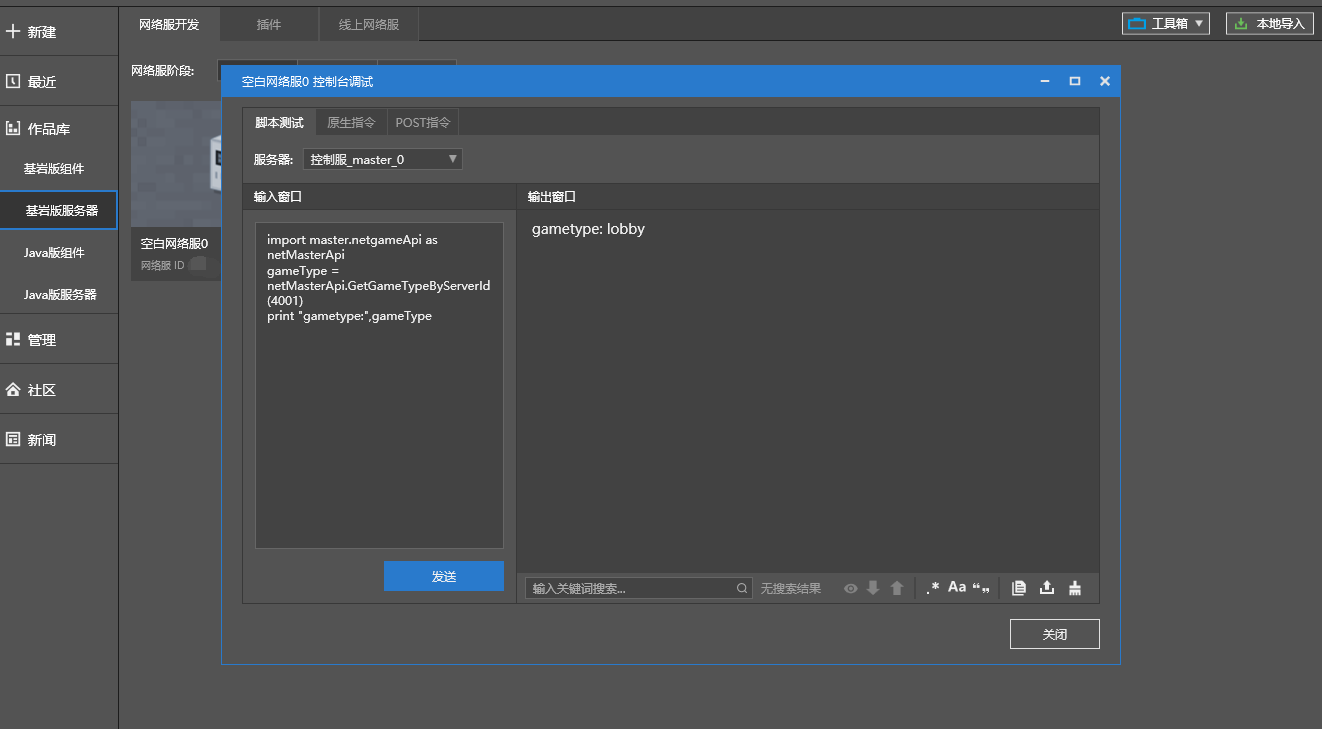 新建
最近
作品库
基岩版组件
基岩版服务器
Java版组件
Java版服务器
管理
社区
新闻
网络服开发
插件
线上网络服
工具箱
本地导入
网络服阶段:
空白网络服0
网络服 ID
空白网络服0 控制台调试
脚本测试
原生指令
POST指令
服务器:
控制服_master_0
输入窗口
import master.netgameApi as
netMasterApi
gameType =
netMasterApi.GetGameTypeByServerId
(4001)
print "gametype:",gameType
发送
输出窗口
gametype: lobby
输入关键词搜索...
无搜索结果
.*
Aa
“„
关闭